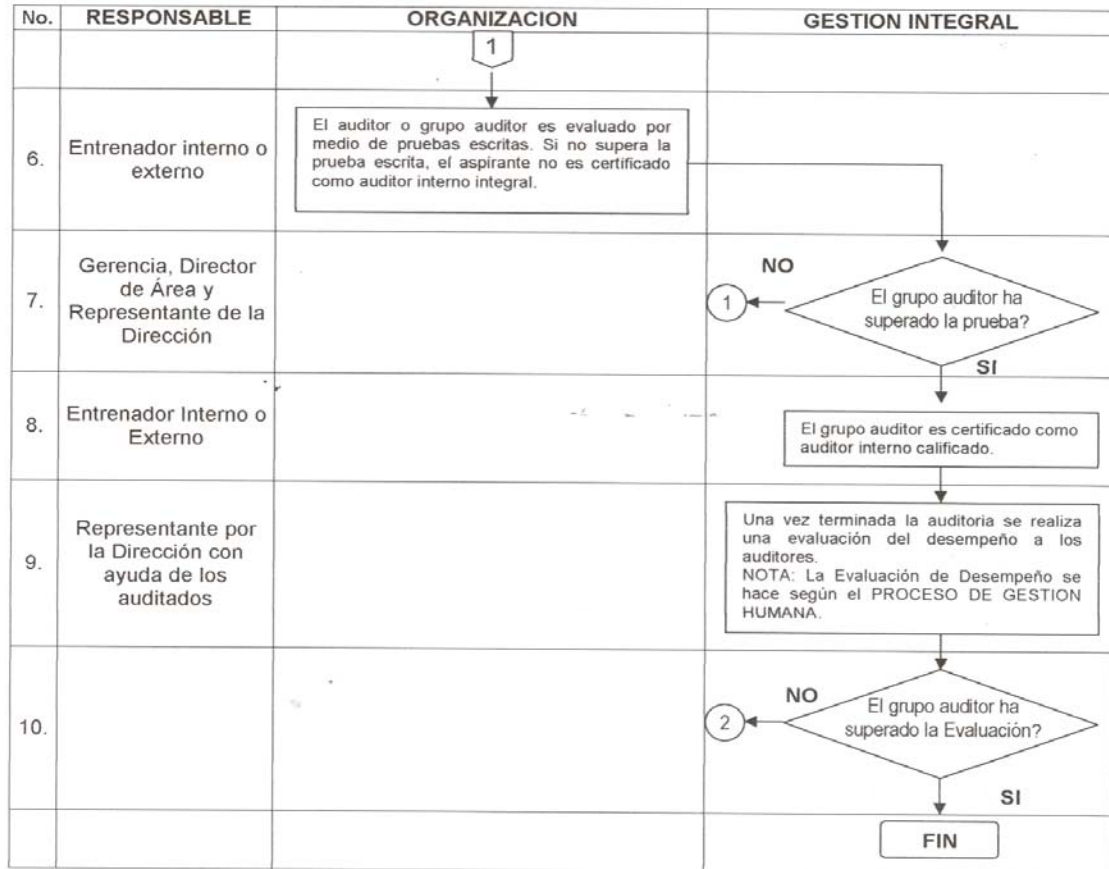 No. RESPONSABLE ORGANIZACION GESTION INTEGRAL
1
6.
Entrenador interno o
externo
El auditor o grupo auditor es evaluado por
medio de pruebas escritas. Si no supera la
prueba escrita, el aspirante no es certificado
como auditor interno integral.
7.
Gerencia, Director
de Área y
Representante de la
Dirección
NO
1
El grupo auditor ha
superado la prueba?
SI
8.
Entrenador Interno o
Externo
El grupo auditor es certificado como
auditor interno calificado.
9.
Representante por
la Dirección con
ayuda de los
auditados
Una vez terminada la auditoria se realiza
una evaluación del desempeño a los
auditores.
NOTA: La Evaluación de Desempeño se
hace según el PROCESO DE GESTION
HUMANA.
10.
NO
2
El grupo auditor ha
superado la Evaluación?
SI
FIN